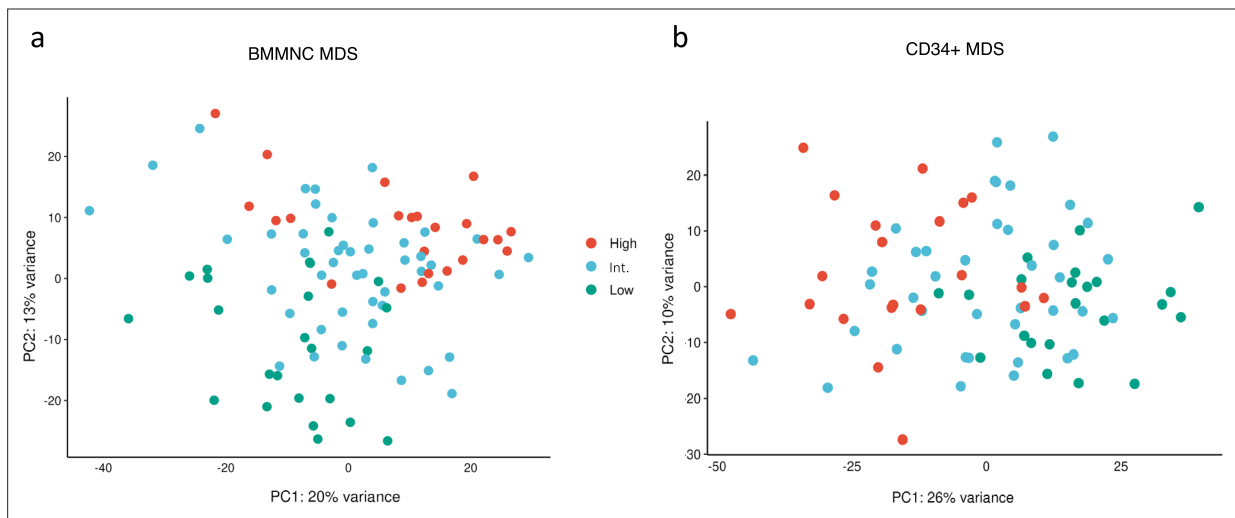 a
BMMNC MDS
PC2: 13% variance
20
10
0
-10
-20
-40
-20
0
20
PC1: 20% variance
High
Int.
Low
b
CD34+ MDS
PC2: 10% variance
20
10
0
-10
-20
-30
-50
-25
0
25
PC1: 26% variance